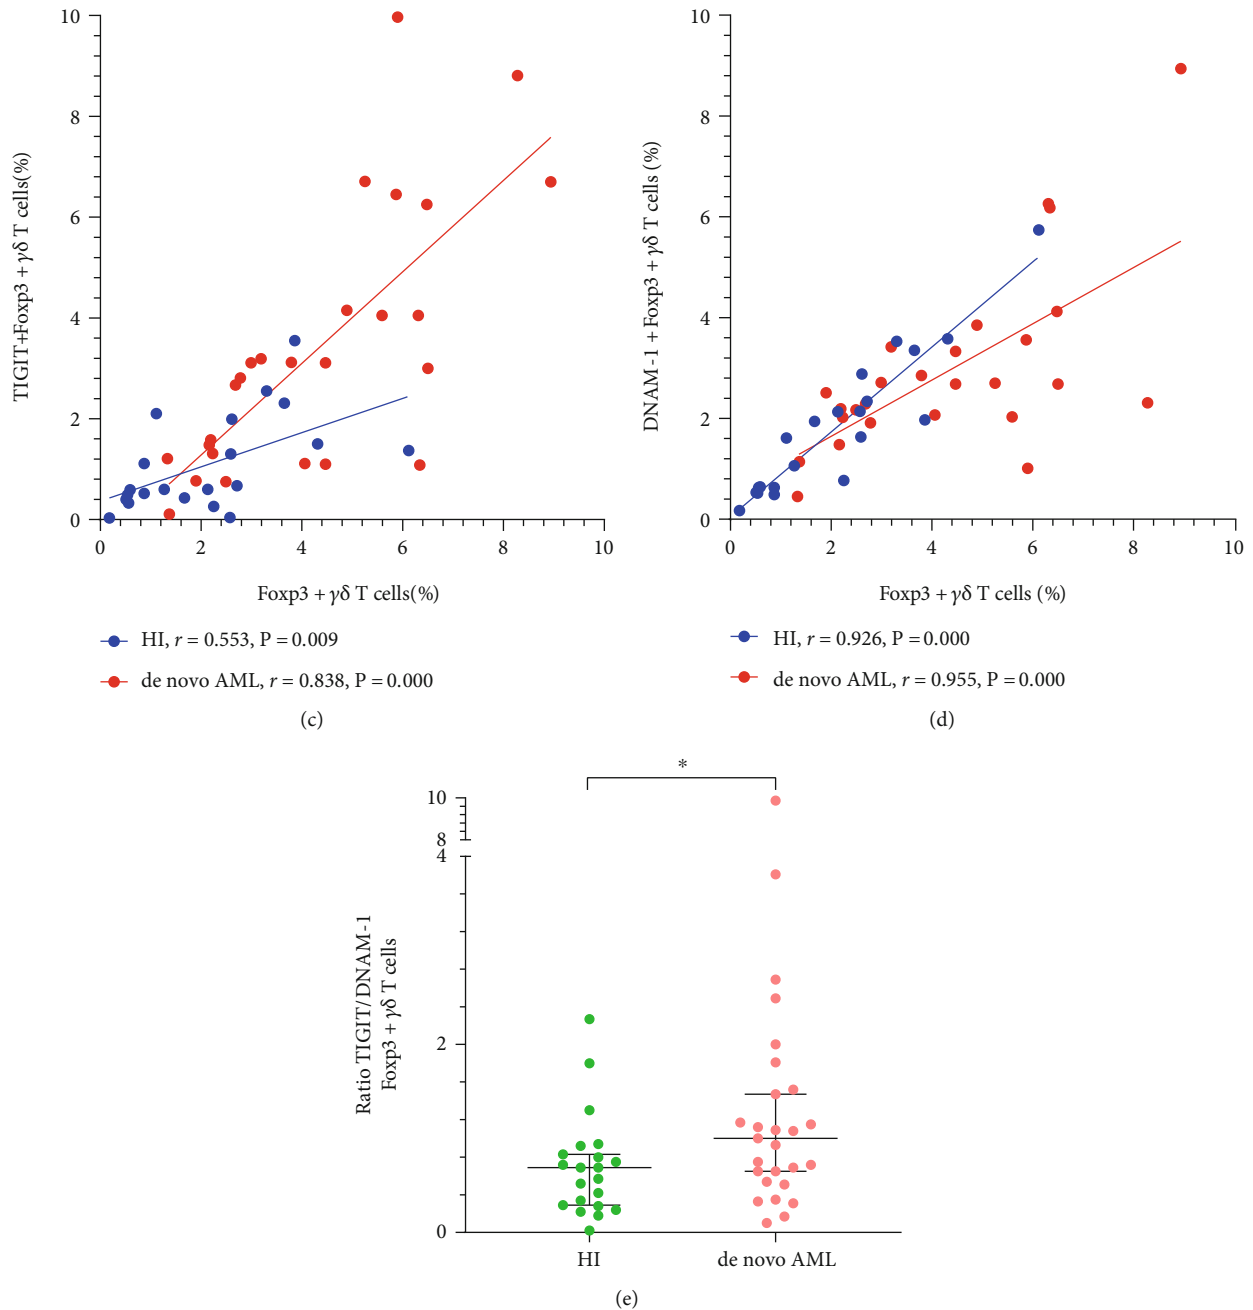 10
8
6
4
2
0
TIGIT+Foxp3 + γδ T cells(%)
0 2 4 6 8 10
Foxp3 + γδ T cells(%)
HI, r = 0.553, P = 0.009
de novo AML, r = 0.838, P = 0.000
(c)
10
8
6
4
2
0
DNAM-1 + Foxp3 + γδ T cells (%)
0 2 4 6 8 10
Foxp3 + γδ T cells (%)
HI, r = 0.926, P = 0.000
de novo AML, r = 0.955, P = 0.000
(d)
*
10
8
4
2
0
Ratio TIGIT/DNAM-1
Foxp3 + γδ T cells
HI de novo AML
(e)